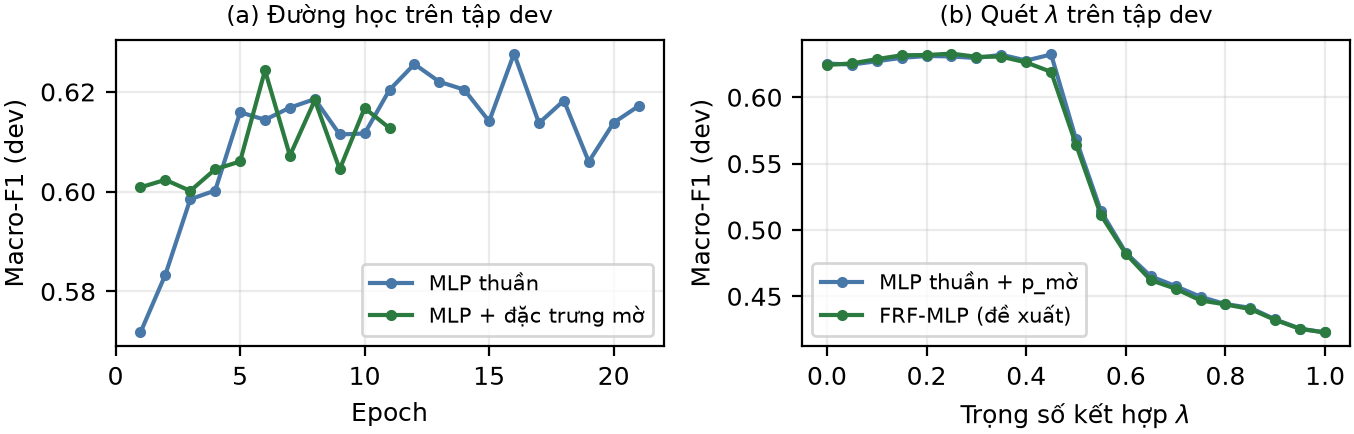 (a) Đường học trên tập dev
Macro-F1 (dev)
0.62
0.60
0.58
0
5
10
15
20
Epoch
MLP thuần
MLP + đặc trưng mờ
(b) Quét λ trên tập dev
Macro-F1 (dev)
0.60
0.55
0.50
0.45
0.0
0.2
0.4
0.6
0.8
1.0
Trọng số kết hợp λ
MLP thuần + p_mờ
FRF-MLP (đề xuất)